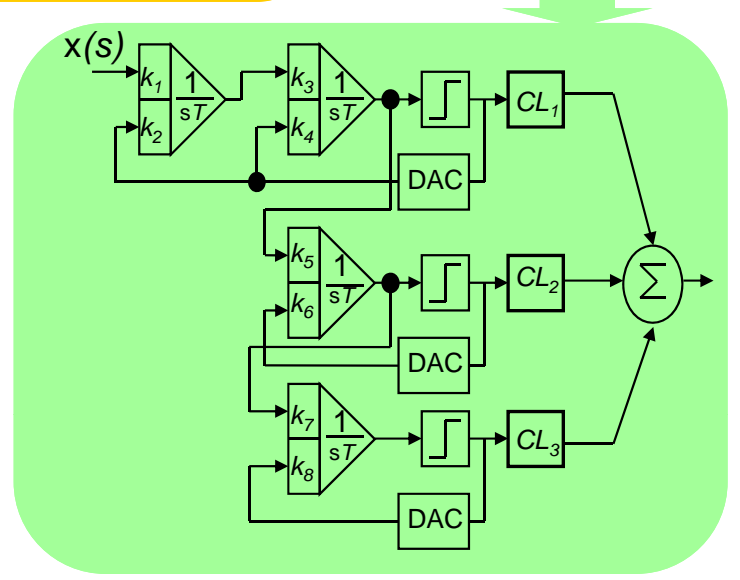 x(s)
k1 1 sT k3 1 sT CL1
k2 k4
DAC
k5 1 sT CL2
k6 Σ
DAC
k7 1 sT CL3
k8
DAC